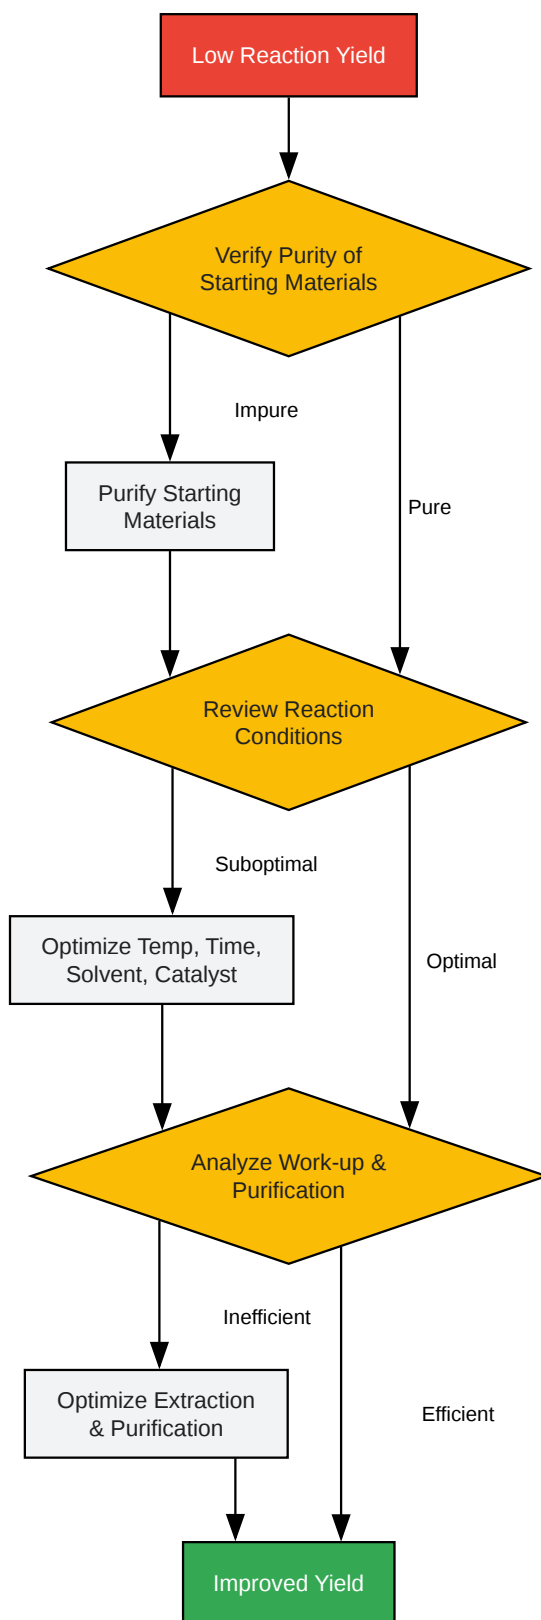 Low Reaction Yield
Verify Purity of
Starting Materials
Impure
Purify Starting
Materials
Pure
Review Reaction
Conditions
Suboptimal
Optimize Temp, Time,
Solvent, Catalyst
Optimal
Analyze Work-up &
Purification
Inefficient
Optimize Extraction
& Purification
Efficient
Improved Yield